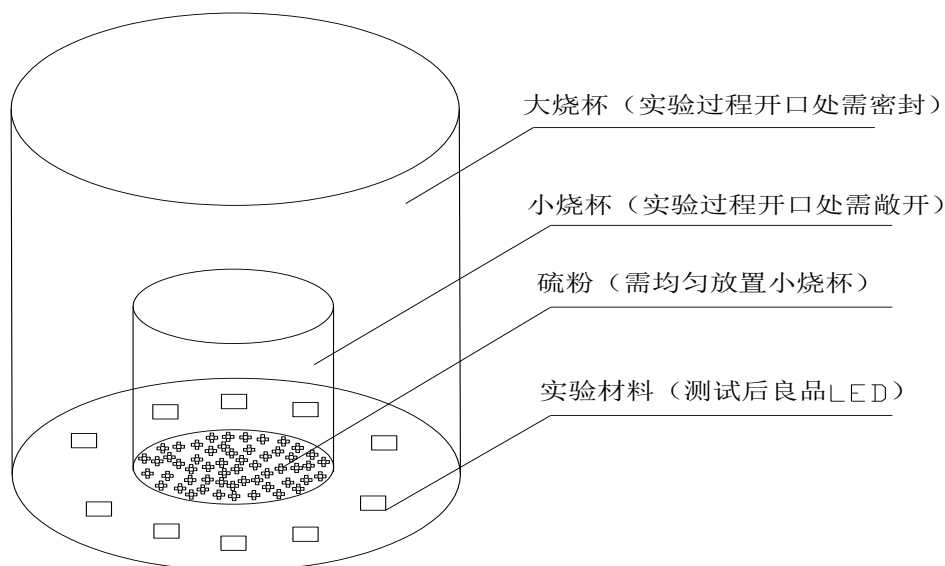 大烧杯（实验过程开口处需密封）
小烧杯（实验过程开口处需敞开）
硫粉（需均匀放置小烧杯）
实验材料（测试后良品LED）